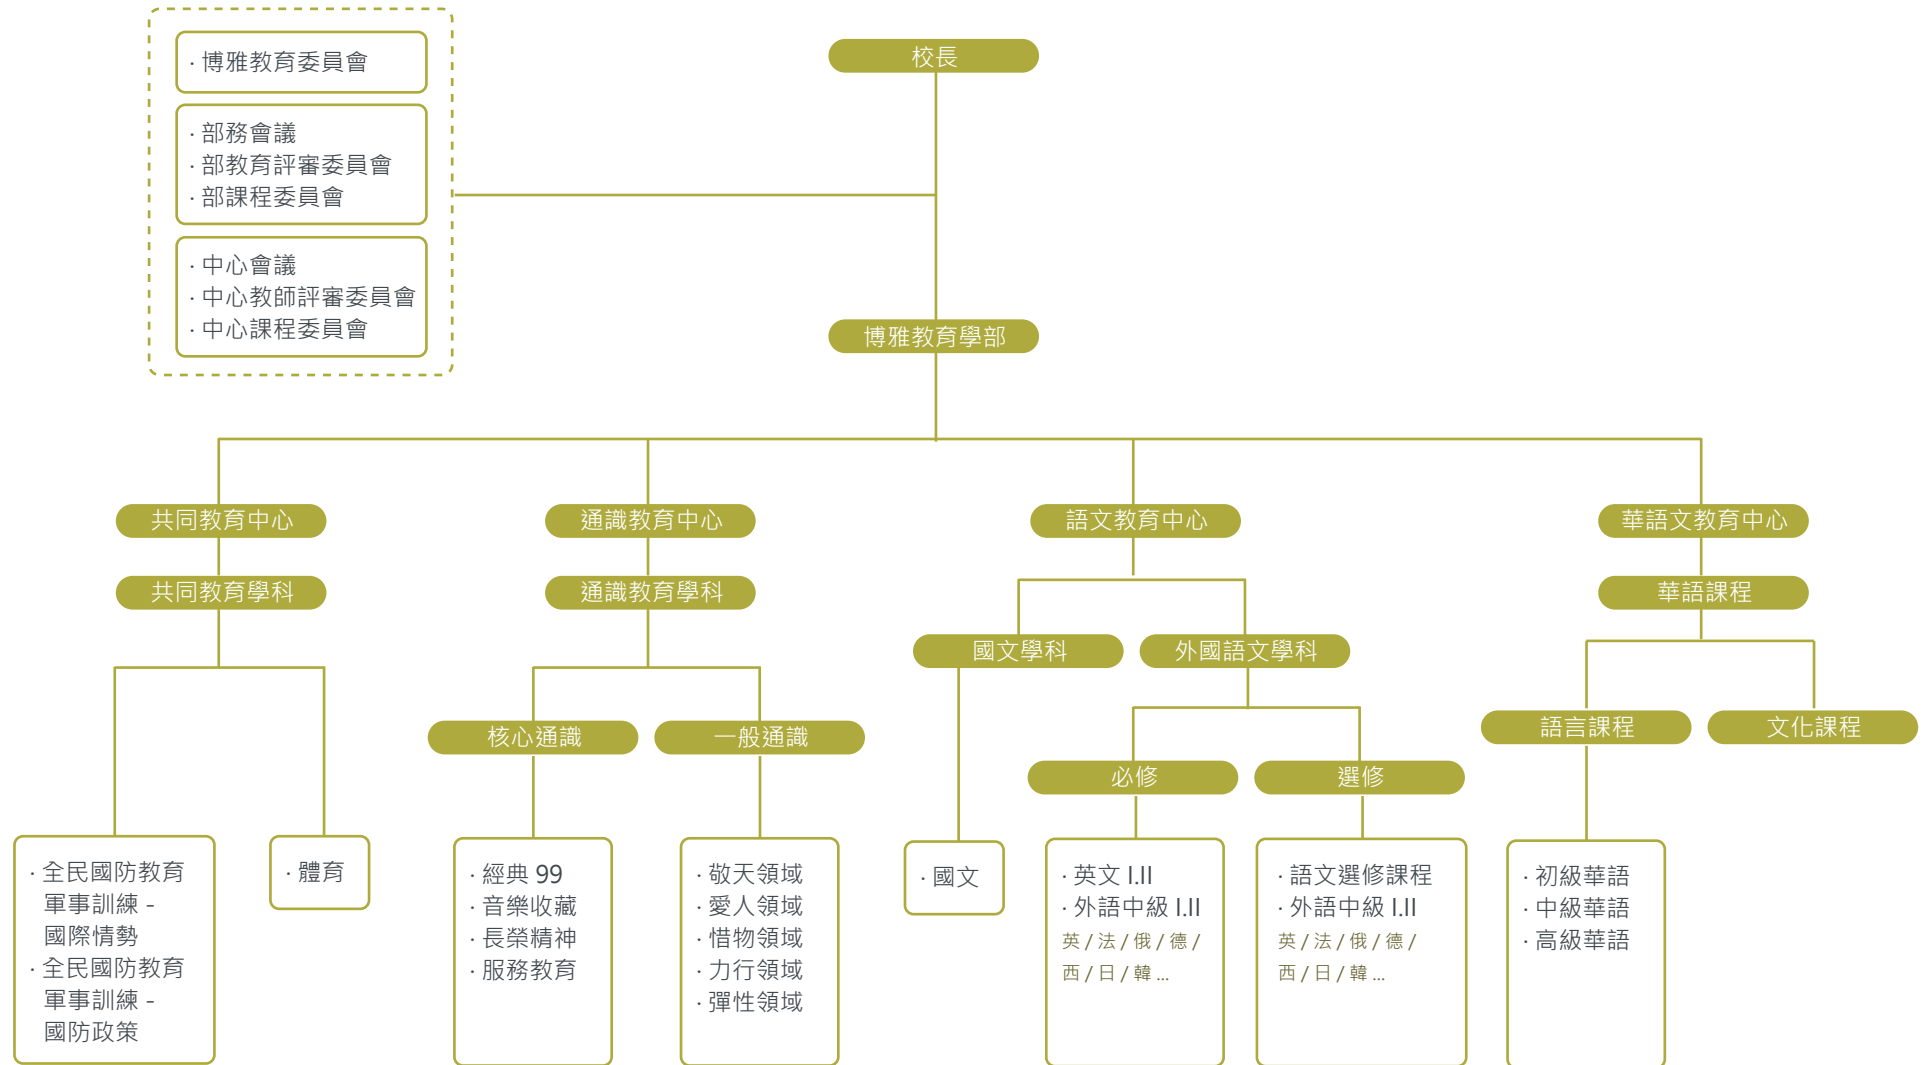 · 博雅教育委員會
· 部務會議
· 部教育評審委員會
· 部課程委員會
· 中心會議
· 中心教師評審委員會
· 中心課程委員會
校長
博雅教育學部
共同教育中心
共同教育學科
· 全民國防教育
軍事訓練 -
國際情勢
· 全民國防教育
軍事訓練 -
國防政策
· 體育
通識教育中心
通識教育學科
核心通識
· 經典 99
· 音樂收藏
· 長榮精神
· 服務教育
一般通識
· 敬天領域
· 愛人領域
· 惜物領域
· 力行領域
· 彈性領域
語文教育中心
國文學科
· 國文
外國語文學科
必修
· 英文 I.II
· 外語中級 I.II
英 / 法 / 俄 / 德 /
西 / 日 / 韓 ...
選修
· 語文選修課程
· 外語中級 I.II
英 / 法 / 俄 / 德 /
西 / 日 / 韓 ...
華語文教育中心
華語課程
語言課程
· 初級華語
· 中級華語
· 高級華語
文化課程